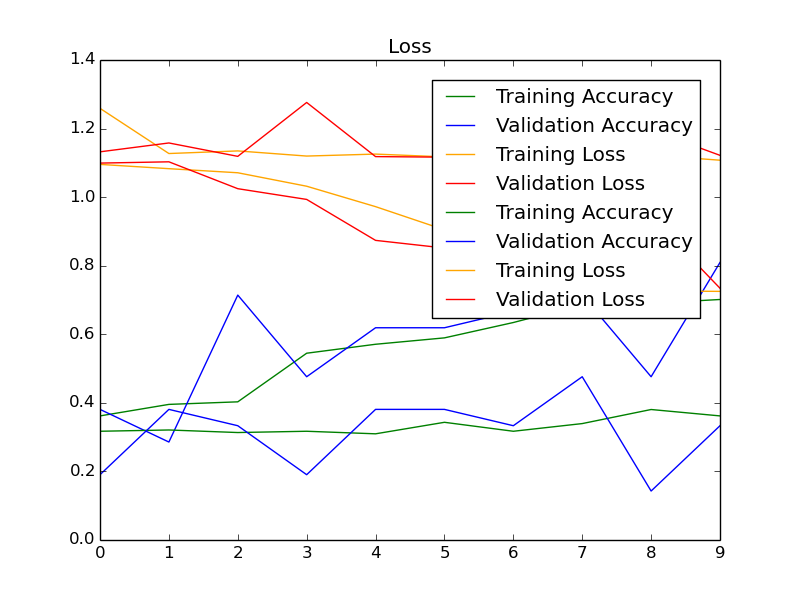 Loss
1.4
1.2
1.0
0.8
0.6
0.4
0.2
0.0
Training Accuracy
Validation Accuracy
Training Loss
Validation Loss
Training Accuracy
Validation Accuracy
Training Loss
Validation Loss
0 1 2 3 4 5 6 7 8 9